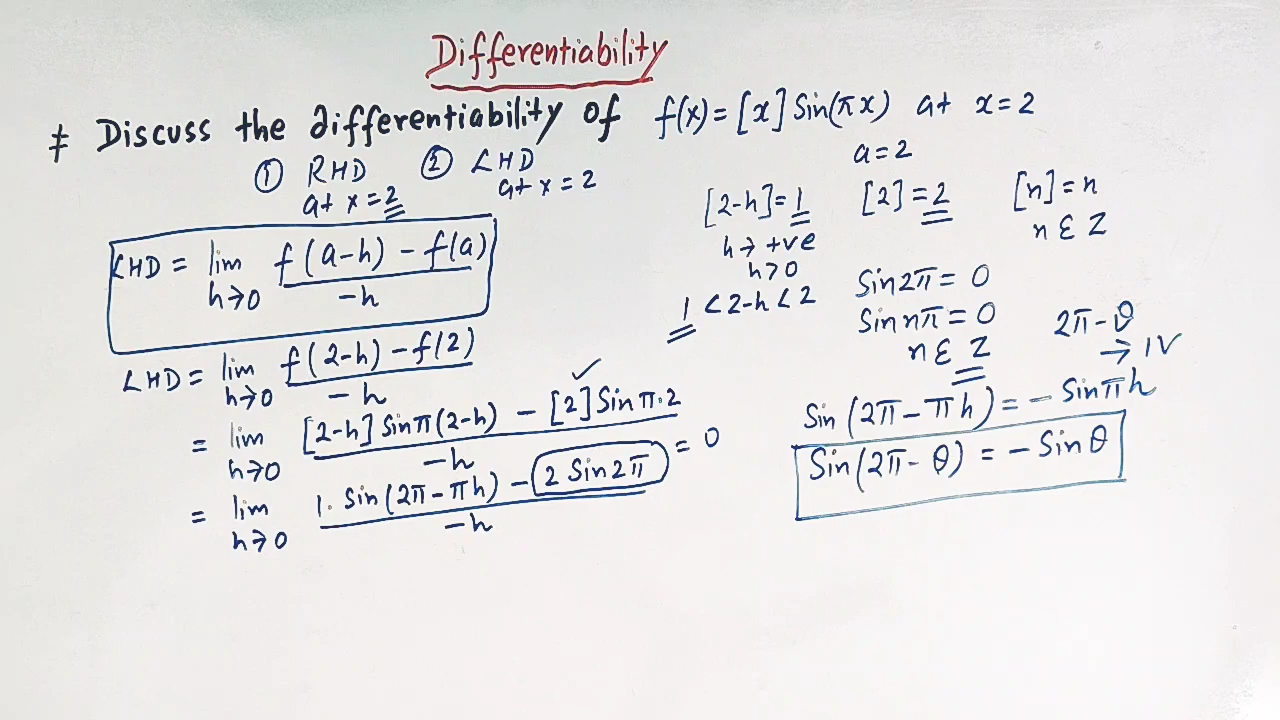 Differentiability
≠ Discuss the differentiability of f(x) = [x] Sin(πx) at x = 2
① RHD at x = 2
② LHD at x = 2
a = 2
[2-h] = 1
h → +ve
h > 0
1 < 2-h < 2
[2] = 2
[n] = n
n ∈ Z
LHD = lim h→0 f(a-h) - f(a) / -h
Sin 2π = 0
Sin nπ = 0
n ∈ Z
2π - θ
→ IV
LHD = lim h→0 f(2-h) - f(2) / -h
= lim h→0 [2-h] Sin π(2-h) - [2] Sin π·2 / -h ✓
= lim h→0 1. Sin(2π - πh) - 2 Sin 2π / -h = 0
Sin(2π - πh) = - Sin πh
Sin(2π - θ) = - Sin θ